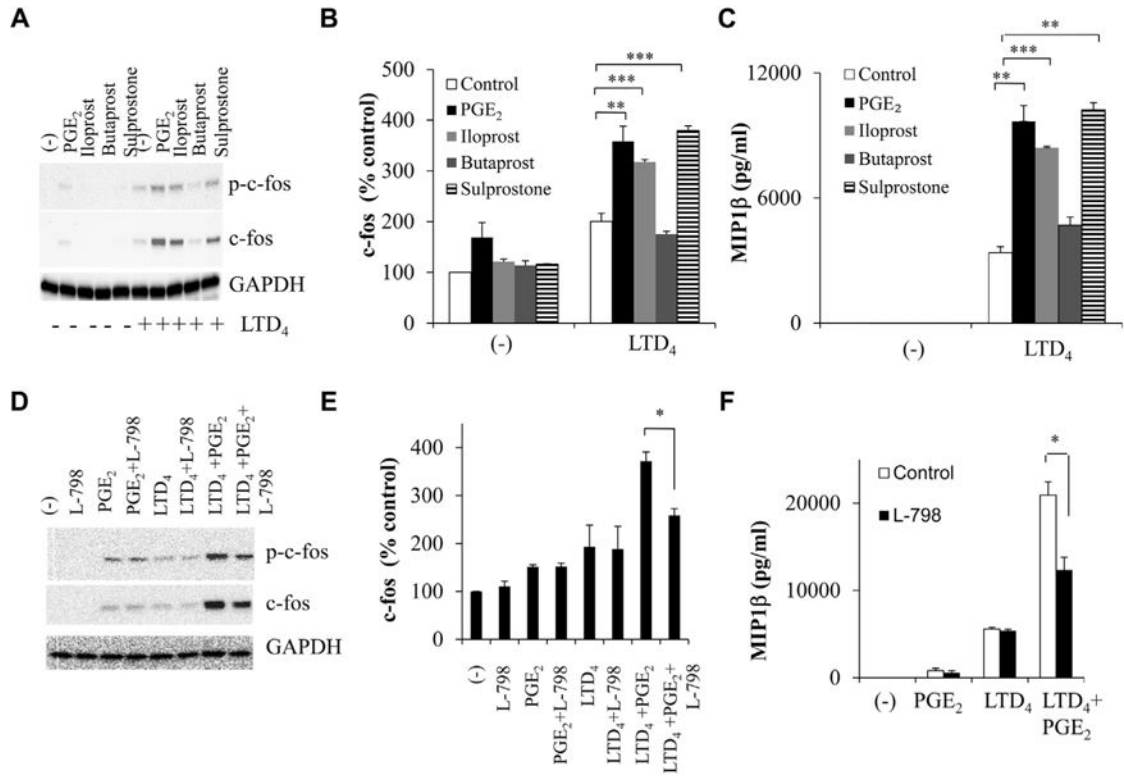 A
(-)
PGE₂
Iloprost
Butaprost
Sulprostone
(-)
PGE₂
Iloprost
Butaprost
Sulprostone
p-c-fos
c-fos
GAPDH
- - - - - + + + + + LTD₄
B
c-fos (% control)
500
400
300
200
100
0
Control
PGE₂
Iloprost
Butaprost
Sulprostone
**
***
***
(-)
LTD₄
C
MIP1β (pg/ml)
12000
6000
0
Control
PGE₂
Iloprost
Butaprost
Sulprostone
**
***
**
(-)
LTD₄
D
(-)
L-798
PGE₂
PGE₂+L-798
LTD₄
LTD₄+L-798
LTD₄ +PGE₂
LTD₄ +PGE₂+
L-798
p-c-fos
c-fos
GAPDH
E
c-fos (% control)
400
300
200
100
0
*
(-)
L-798
PGE₂
PGE₂+L-798
LTD₄
LTD₄+L-798
LTD₄ +PGE₂
LTD₄ +PGE₂+
L-798
F
MIP1β (pg/ml)
20000
10000
0
Control
L-798
*
(-)
PGE₂
LTD₄
LTD₄+
PGE₂